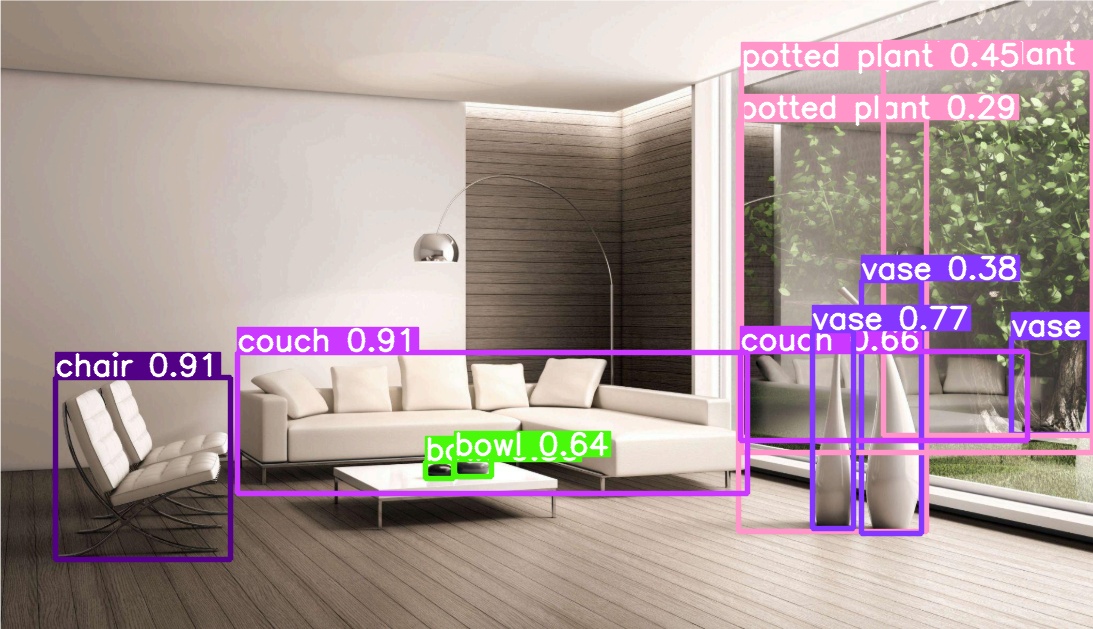 potted plant 0.45
lant
potted plant 0.29
vase 0.38
vase 0.77
vase
couch 0.66
couch 0.91
chair 0.91
bowl 0.64